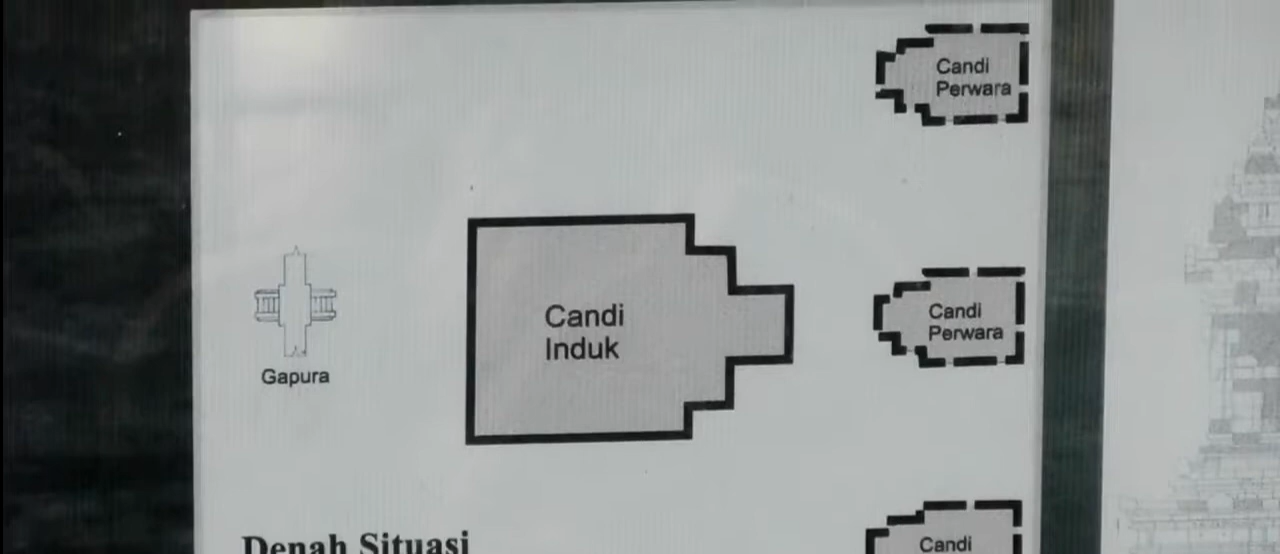 Candi
Perwara
Candi
Induk
Candi
Perwara
Gapura
Denah Situasi
Candi